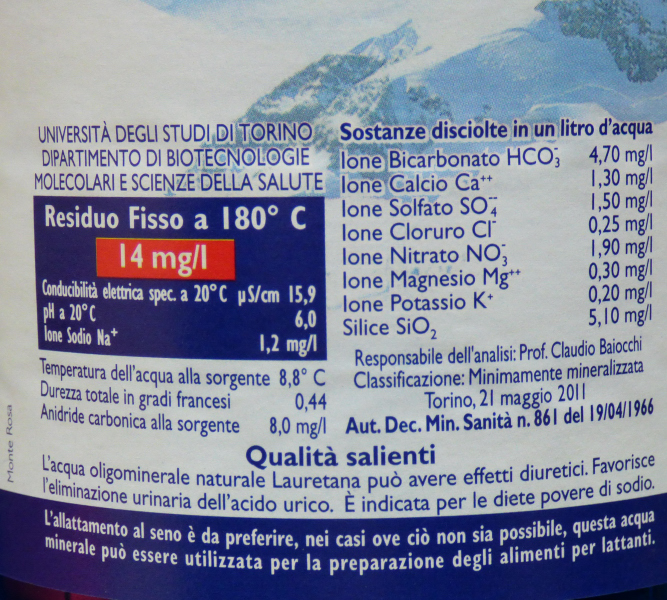 UNIVERSITÀ DEGLI STUDI DI TORINO
DIPARTIMENTO DI BIOTECNOLOGIE
MOLECOLARI E SCIENZE DELLA SALUTE
Residuo Fisso a 180° C
14 mg/l
Conducibilità elettrica spec. a 20°C µS/cm 15,9
pH a 20°C 6,0
Ione Sodio Na⁺ 1,2 mg/l
Temperatura dell'acqua alla sorgente 8,8° C
Durezza totale in gradi francesi 0,44
Anidride carbonica alla sorgente 8,0 mg/l
Sostanze disciolte in un litro d'acqua
Ione Bicarbonato HCO₃⁻ 4,70 mg/l
Ione Calcio Ca⁺⁺ 1,30 mg/l
Ione Solfato SO₄⁻⁻ 1,50 mg/l
Ione Cloruro Cl⁻ 0,25 mg/l
Ione Nitrato NO₃⁻ 1,90 mg/l
Ione Magnesio Mg⁺⁺ 0,30 mg/l
Ione Potassio K⁺ 0,20 mg/l
Silice SiO₂ 5,10 mg/l
Responsabile dell'analisi: Prof. Claudio Baiocchi
Classificazione: Minimamente mineralizzata
Torino, 21 maggio 2011
Aut. Dec. Min. Sanità n. 861 del 19/04/1966
Monte Rosa
Qualità salienti
L'acqua oligominerale naturale Lauretana può avere effetti diuretici. Favorisce
l'eliminazione urinaria dell'acido urico. È indicata per le diete povere di sodio.
L'allattamento al seno è da preferire, nei casi ove ciò non sia possibile, questa acqua
minerale può essere utilizzata per la preparazione degli alimenti per lattanti.